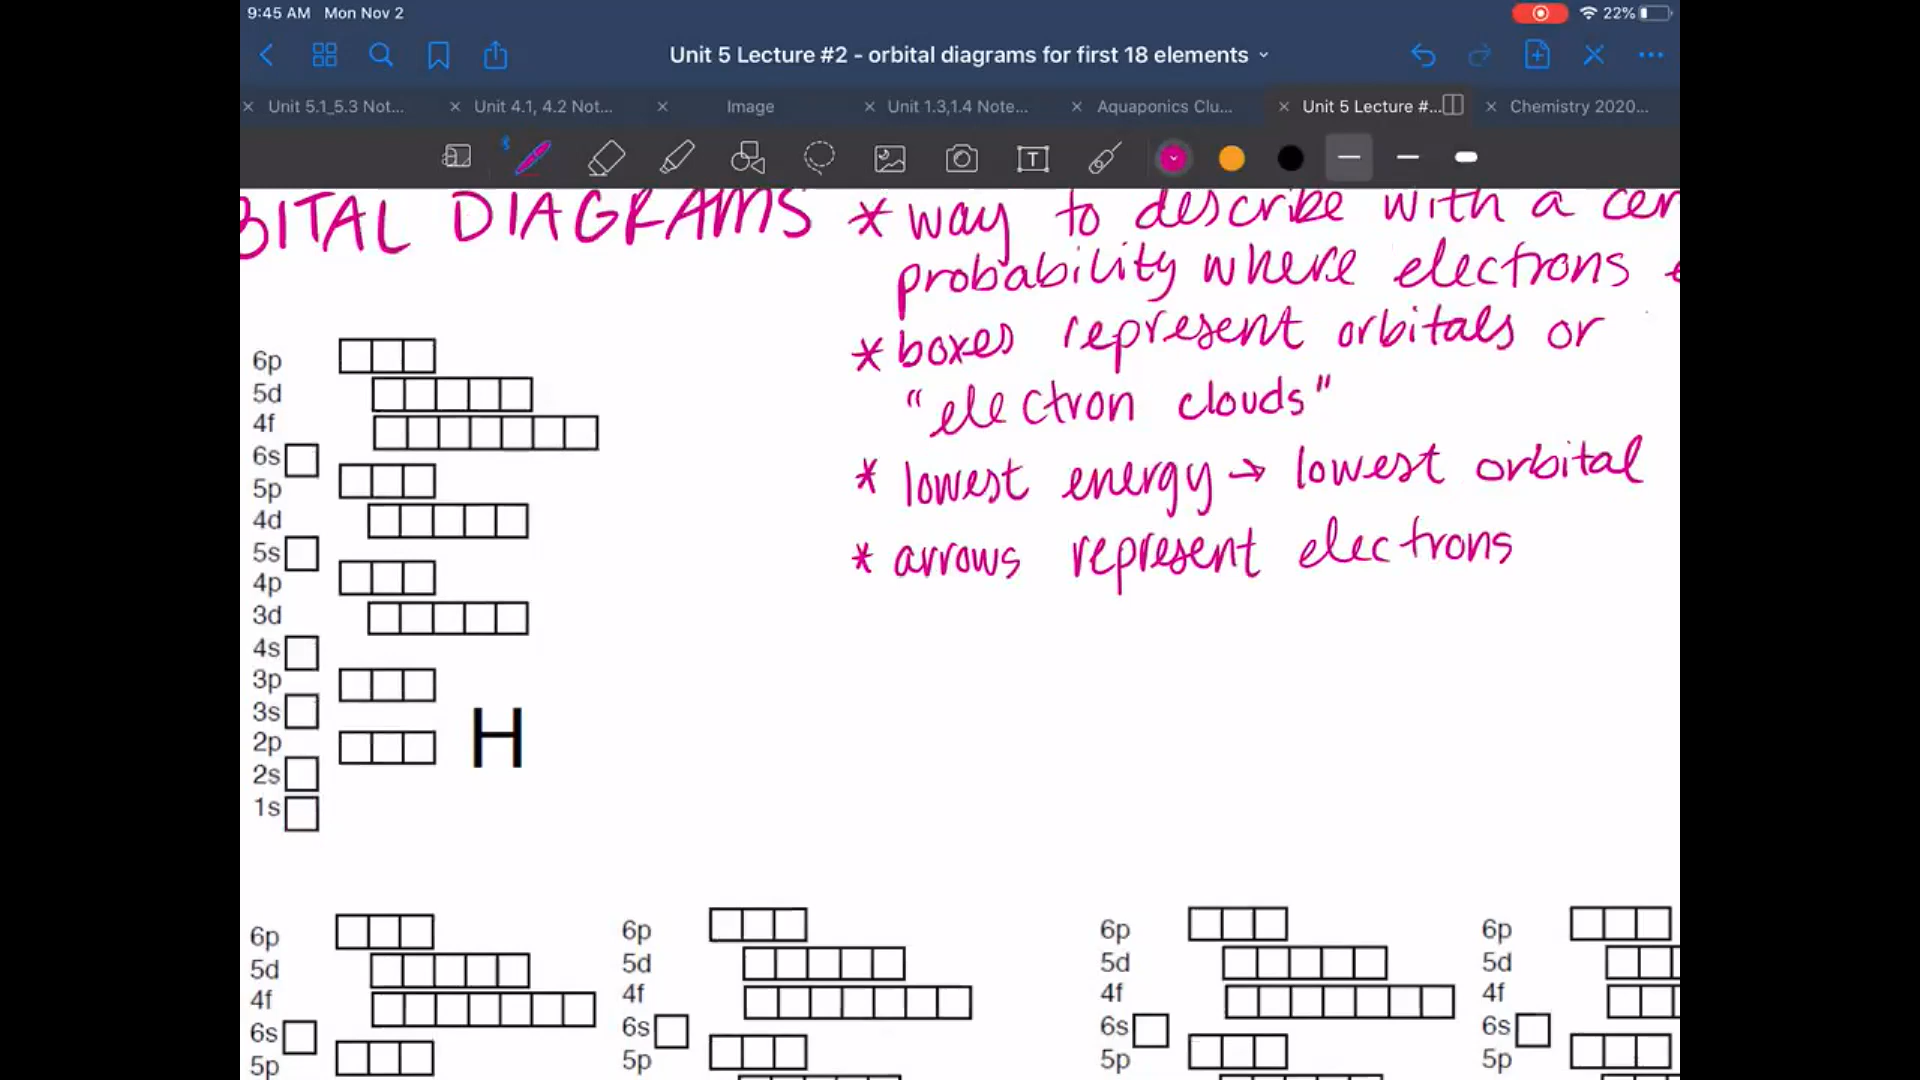 9:45 AM Mon Nov 2
22%
Unit 5 Lecture #2 - orbital diagrams for first 18 elements
Unit 5.1_5.3 Not...
Unit 4.1, 4.2 Not...
Image
Unit 1.3,1.4 Note...
Aquaponics Clu...
Unit 5 Lecture #...
Chemistry 2020...
T
BITAL DIAGRAMS
* way to describe with a cer
probability where electrons
* boxes represent orbitals or
"electron clouds"
* lowest energy → lowest orbital
* arrows represent electrons
6p
5d
4f
6s
5p
4d
5s
4p
3d
4s
3p
3s
2p
2s
1s
H
6p
5d
4f
6s
5p
6p
5d
4f
6s
5p
6p
5d
4f
6s
5p
6p
5d
4f
6s
5p